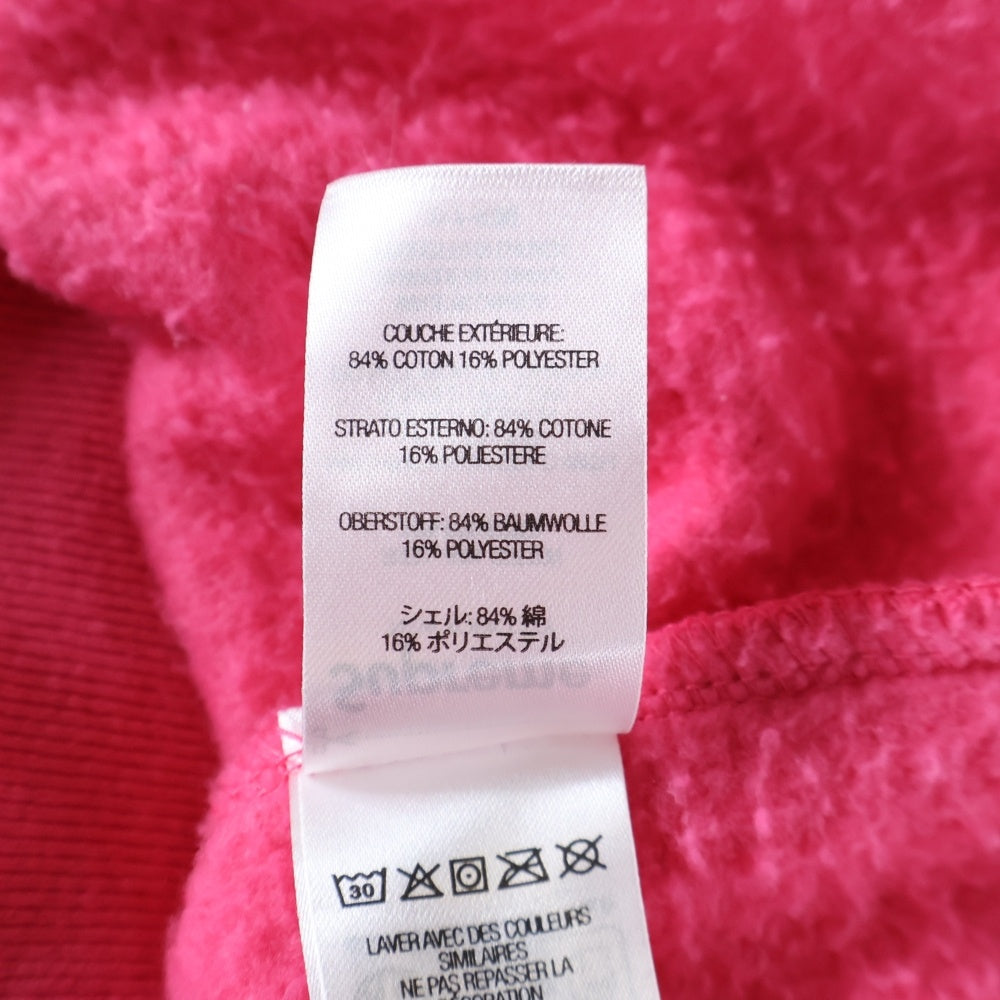 COUCHE EXTÉRIEURE:
84% COTON 16% POLYESTER
STRATO ESTERNO: 84% COTONE
16% POLIESTERE
OBERSTOFF: 84% BAUMWOLLE
16% POLYESTER
シェル: 84% 綿
16% ポリエステル
Supreme
30
LAVER AVEC DES COULEURS
SIMILAIRES
NE PAS REPASSER LA
DÉCORATION